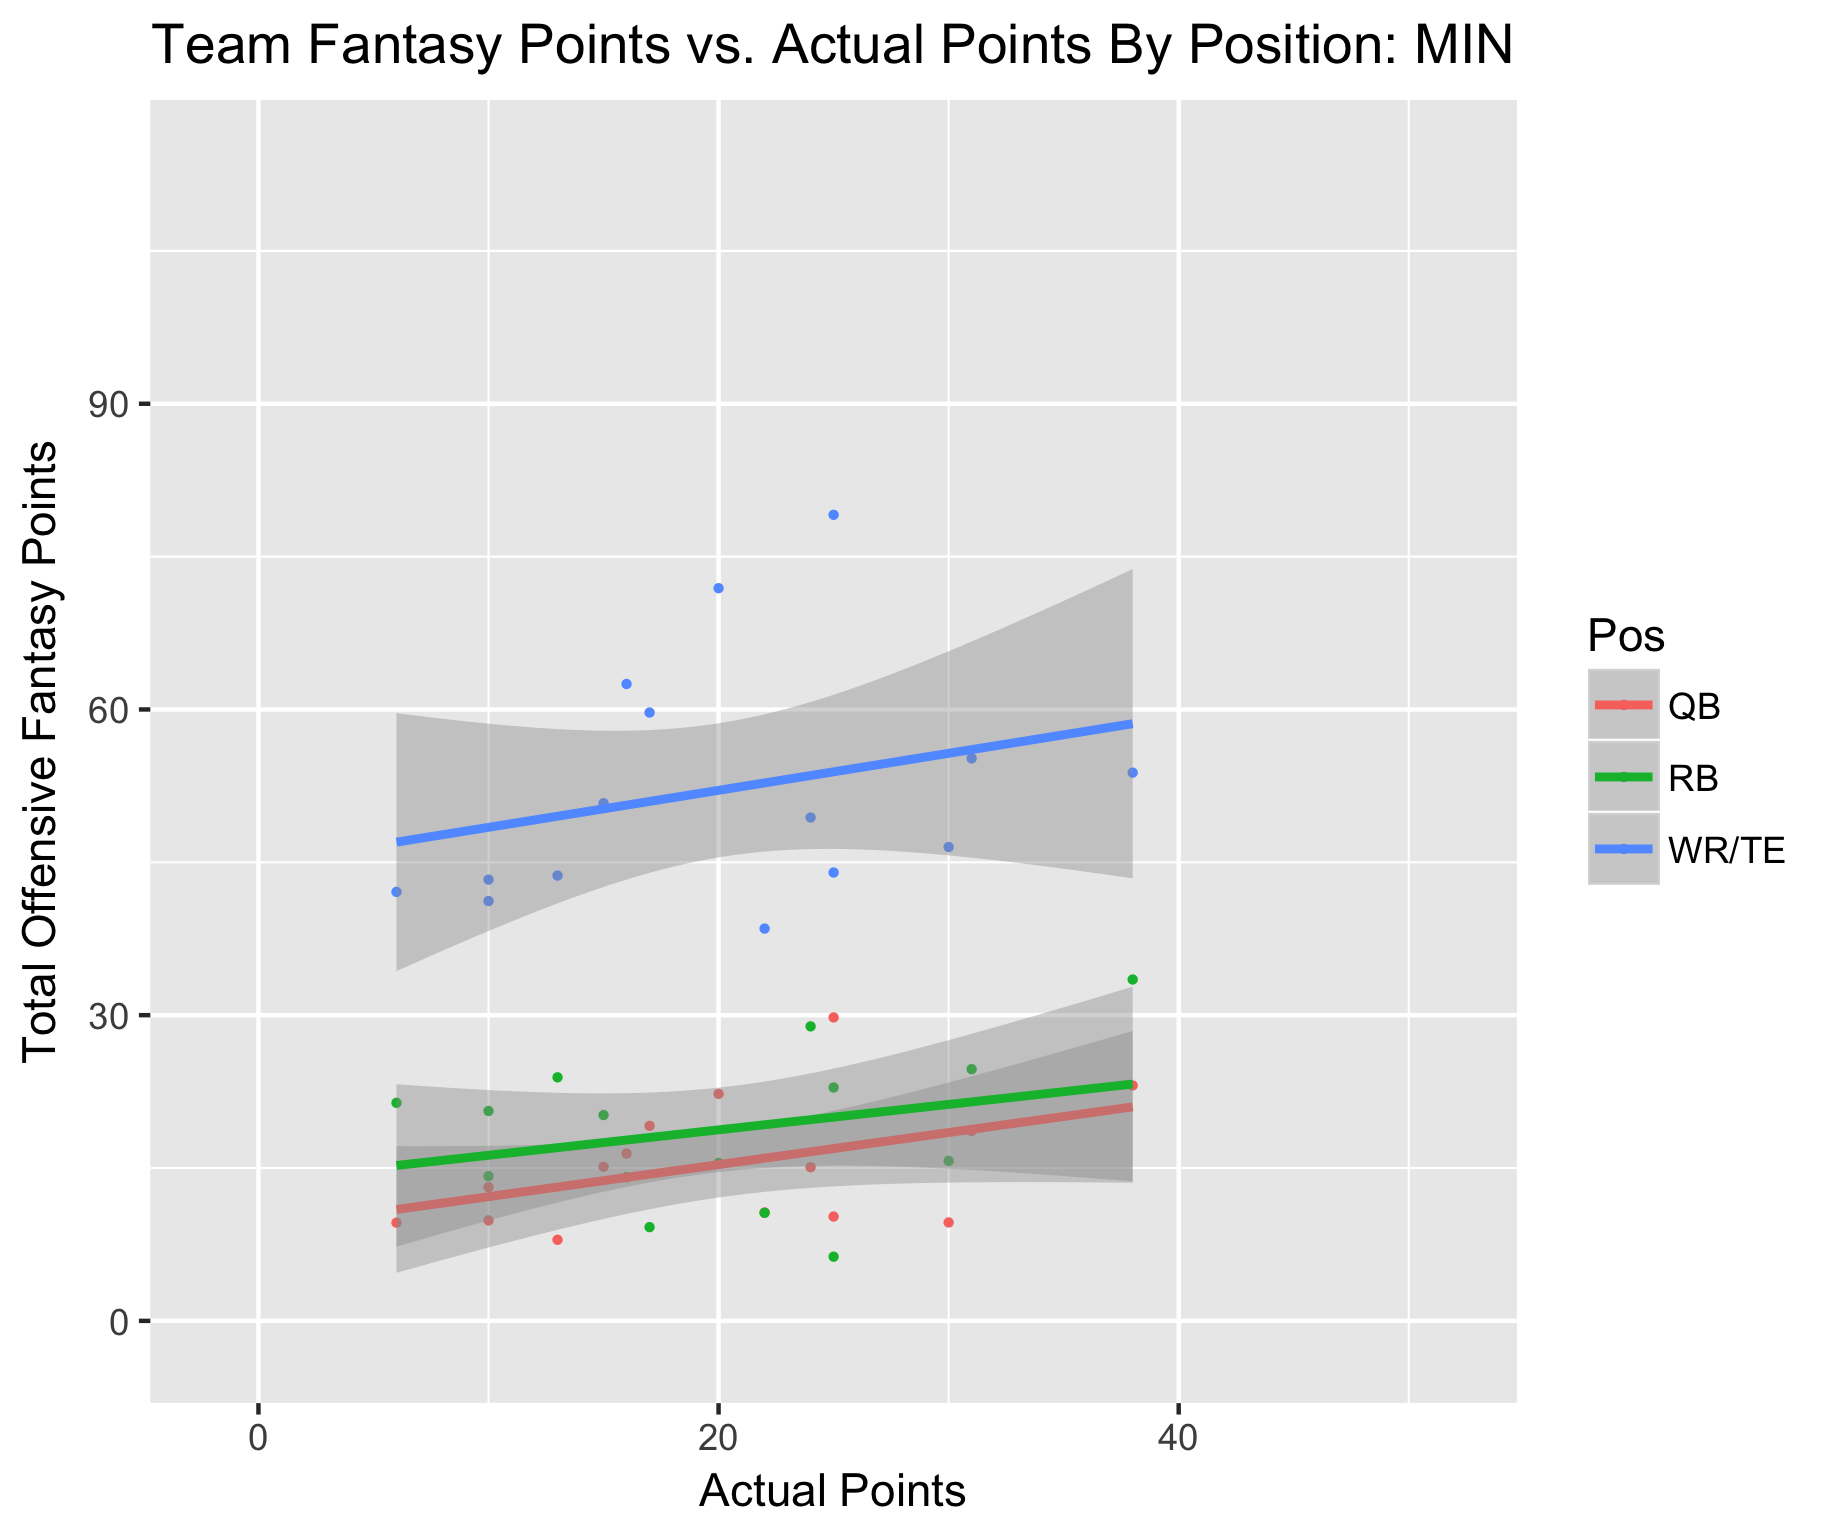 Team Fantasy Points vs. Actual Points By Position: MIN
Total Offensive Fantasy Points
90
60
30
0
0 20 40
Actual Points
Pos
QB
RB
WR/TE